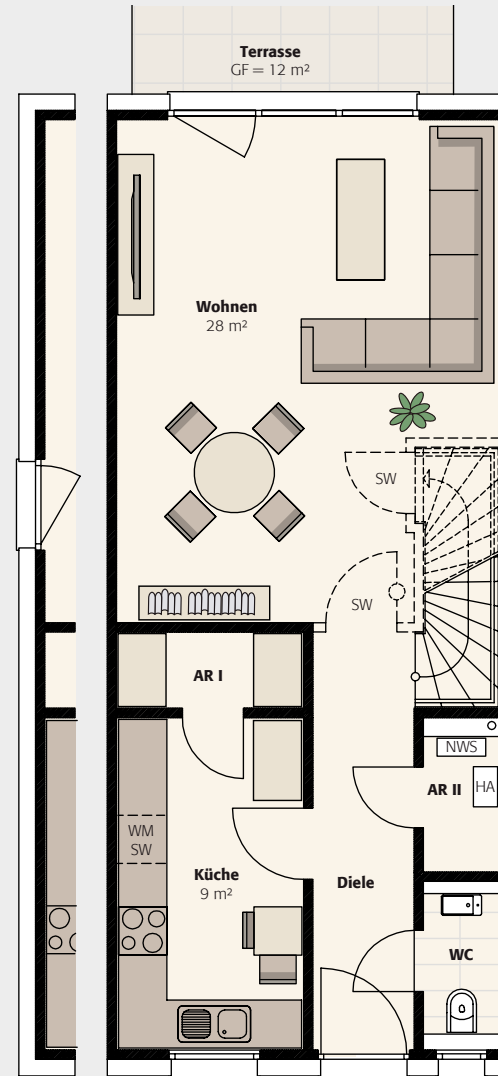 Terrasse
GF = 12 m²
Wohnen
28 m²
SW
SW
AR I
NWS
HA
AR II
WM
SW
Küche
9 m²
Diele
WC